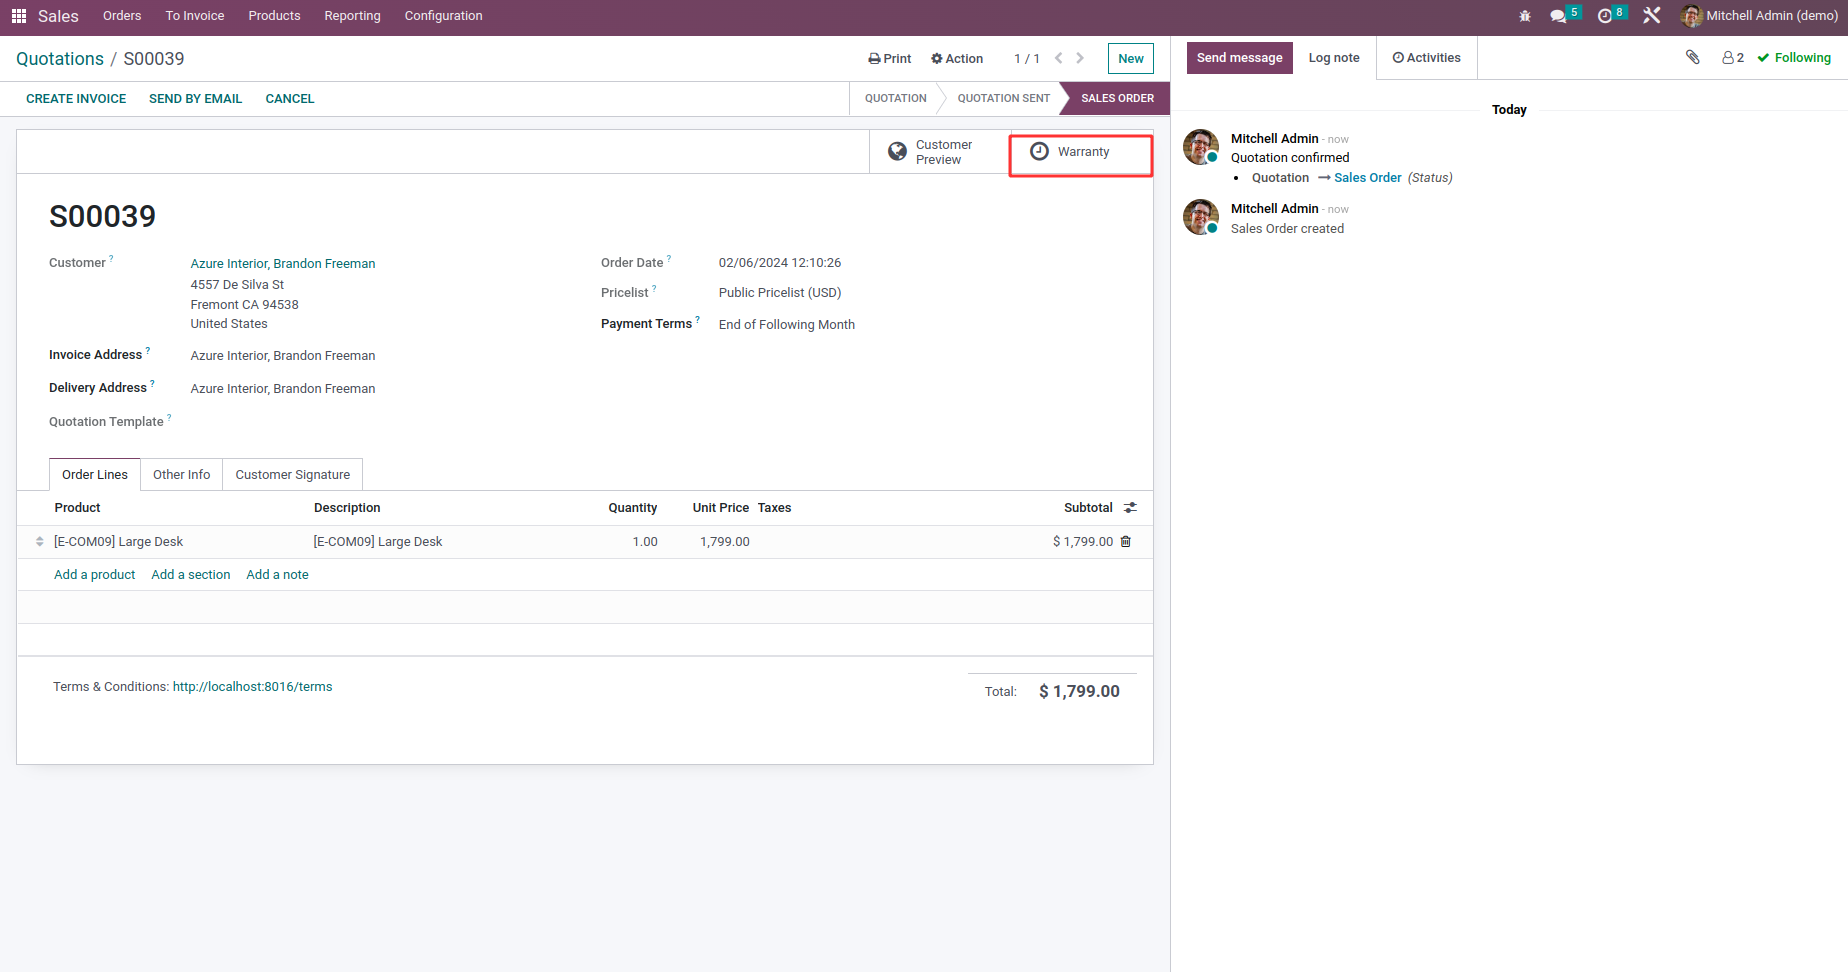 Sales Orders To Invoice Products Reporting Configuration 5 8 Mitchell Admin (demo)
Quotations / S00039 Print Action 1 / 1 New
CREATE INVOICE SEND BY EMAIL CANCEL QUOTATION QUOTATION SENT SALES ORDER
Customer Preview
Warranty
S00039
Customer ? Azure Interior, Brandon Freeman
4557 De Silva St
Fremont CA 94538
United States
Invoice Address ? Azure Interior, Brandon Freeman
Delivery Address ? Azure Interior, Brandon Freeman
Quotation Template ?
Order Date ? 02/06/2024 12:10:26
Pricelist ? Public Pricelist (USD)
Payment Terms ? End of Following Month
Order Lines Other Info Customer Signature
Product Description Quantity Unit Price Taxes Subtotal
[E-COM09] Large Desk [E-COM09] Large Desk 1.00 1,799.00 $ 1,799.00
Add a product Add a section Add a note
Terms & Conditions: http://localhost:8016/terms
Total: $ 1,799.00
Send message Log note Activities 2 Following
Today
Mitchell Admin - now
Quotation confirmed
• Quotation → Sales Order (Status)
Mitchell Admin - now
Sales Order created